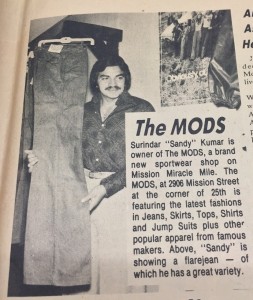 The MODS
Surindar "Sandy" Kumar is
owner of The MODS, a brand
new sportswear shop on
Mission Miracle Mile. The
MODS, at 2906 Mission Street
at the corner of 25th is
featuring the latest fashions
in Jeans, Skirts, Tops, Shirts
and Jump Suits plus other
popular apparel from famous
makers. Above, "Sandy" is
showing a flarejean — of
which he has a great variety.